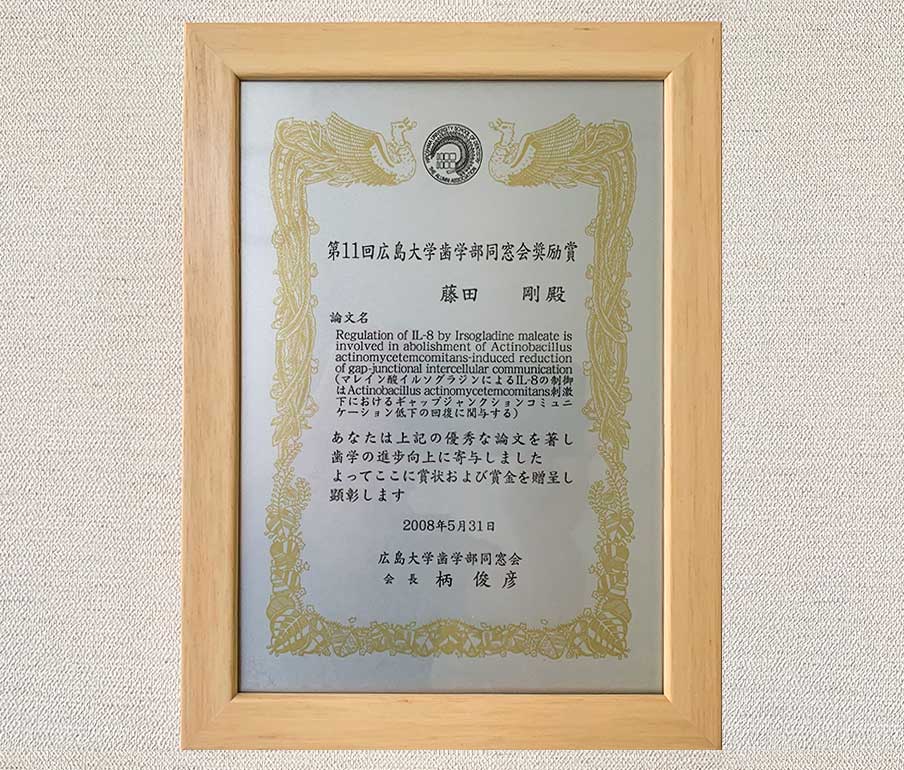 HIROSHIMA UNIVERSITY SCHOOL OF DENTISTRY
THE ALUMNI ASSOCIATION
第11回広島大学歯学部同窓会奨励賞
藤田 剛殿
論文名
Regulation of IL-8 by Irsogladine maleate is
involved in abolishment of Actinobacillus
actinomycetemcomitans-induced reduction
of gap-junctional intercellular communication
(マレイン酸イルソグラジンによるIL-8の制御
はActinobacillus actinomycetemcomitans刺激
下におけるギャップジャンクションコミュニ
ケーション低下の回復に関与する)
あなたは上記の優秀な論文を著し
歯学の進歩向上に寄与しました
よってここに賞状および賞金を贈呈し
顕彰します
2008年5月31日
広島大学歯学部同窓会
会長 柄 俊彦